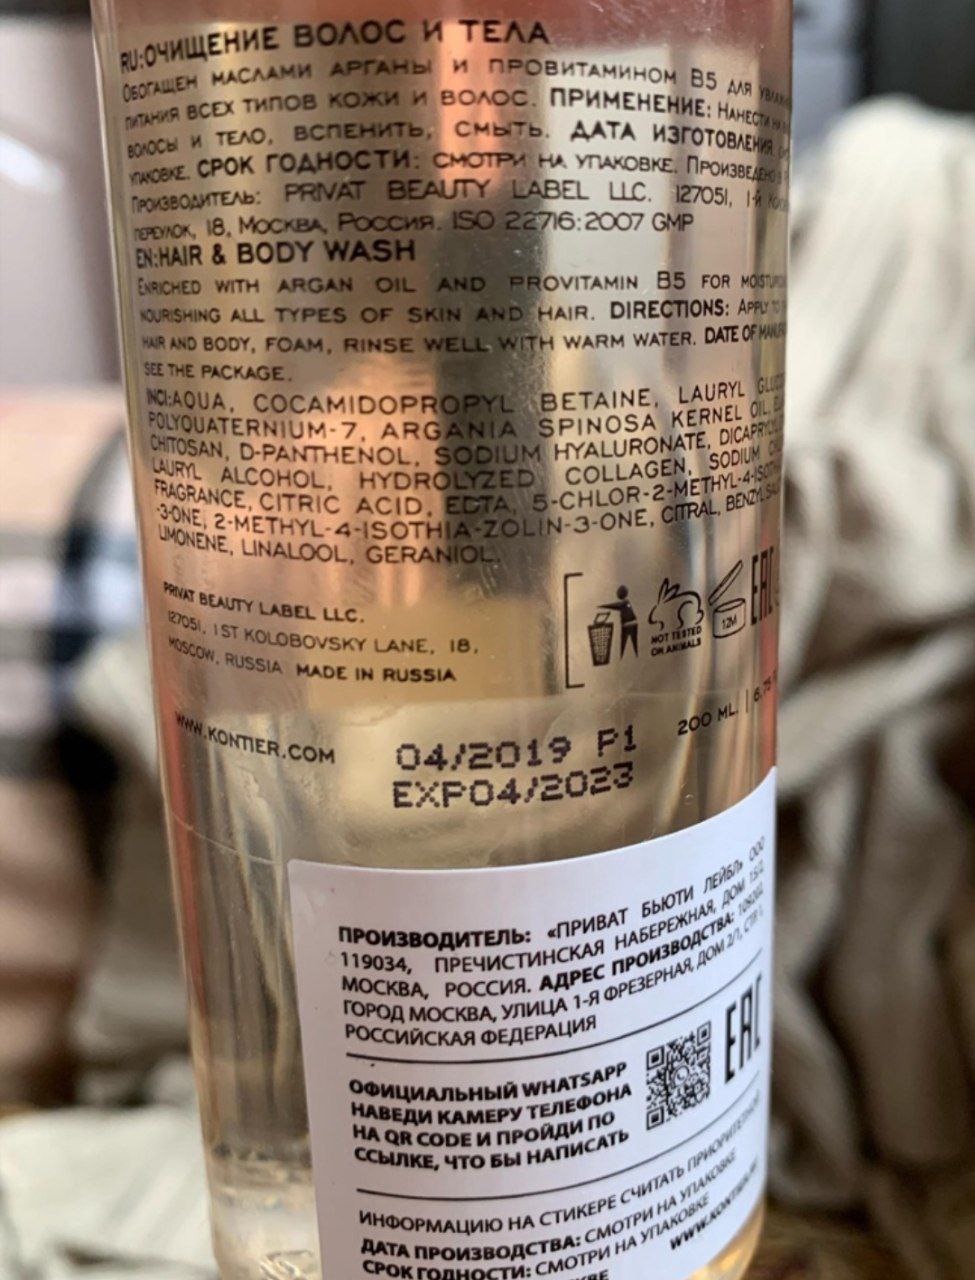 RU:ОЧИЩЕНИЕ ВОЛОС И ТЕЛА
ОБОГАЩЕН МАСЛАМИ АРГАНЫ И ПРОВИТАМИНОМ В5 ДЛЯ
ПИТАНИЯ ВСЕХ ТИПОВ КОЖИ И ВОЛОС. ПРИМЕНЕНИЕ: НАНЕСТИ НА
ВОЛОСЫ И ТЕЛО, ВСПЕНИТЬ, СМЫТЬ. ДАТА ИЗГОТОВЛЕНИЯ
УПАКОВКЕ. СРОК ГОДНОСТИ: СМОТРИ НА УПАКОВКЕ. ПРОИЗВЕДЕНО В
ПРОИЗВОДИТЕЛЬ: PRIVAT BEAUTY LABEL LLC. 127051, 1-Й
ПЕРЕУЛОК, 18, МОСКВА, РОССИЯ. ISO 22716:2007 GMP
EN:HAIR & BODY WASH
ENRICHED WITH ARGAN OIL AND PROVITAMIN B5 FOR
NOURISHING ALL TYPES OF SKIN AND HAIR. DIRECTIONS: APPLY TO
HAIR AND BODY, FOAM, RINSE WELL WITH WARM WATER. DATE OF
SEE THE PACKAGE.
INCI:AQUA, COCAMIDOPROPYL BETAINE, LAURYL
POLYQUATERNIUM-7, ARGANIA SPINOSA KERNEL OIL,
CHITOSAN, D-PANTHENOL, SODIUM HYALURONATE,
LAURYL ALCOHOL, HYDROLYZED COLLAGEN, SODIUM
FRAGRANCE, CITRIC ACID, EDTA, 5-CHLOR-2-METHYL-4-
-3-ONE, 2-METHYL-4-ISOTHIA-ZOLIN-3-ONE, CITRAL, BENZYL
LIMONENE, LINALOOL, GERANIOL.
PRIVAT BEAUTY LABEL LLC.
127051, 1ST KOLOBOVSKY LANE, 18,
MOSCOW, RUSSIA MADE IN RUSSIA
NOT TESTED
ON ANIMALS
12M
EAC
WWW.KONTIER.COM
200 ML. |
04/2019 P1
EXP04/2023
ПРОИЗВОДИТЕЛЬ: «ПРИВАТ БЬЮТИ ЛЕЙБЛ» ООО
119034, ПРЕЧИСТИНСКАЯ НАБЕРЕЖНАЯ, ДОМ
МОСКВА, РОССИЯ. АДРЕС ПРОИЗВОДСТВА:
ГОРОД МОСКВА, УЛИЦА 1-Я ФРЕЗЕРНАЯ, ДОМ 2/1, СТР 1,
РОССИЙСКАЯ ФЕДЕРАЦИЯ
ОФИЦИАЛЬНЫЙ WHATSAPP
НАВЕДИ КАМЕРУ ТЕЛЕФОНА
НА QR CODE И ПРОЙДИ ПО
ССЫЛКЕ, ЧТО БЫ НАПИСАТЬ
EAC
ИНФОРМАЦИЮ НА СТИКЕРЕ СЧИТАТЬ ПРИОРИТЕТНОЙ
ДАТА ПРОИЗВОДСТВА: СМОТРИ НА УПАКОВКЕ
СРОК ГОДНОСТИ: СМОТРИ НА УПАКОВКЕ